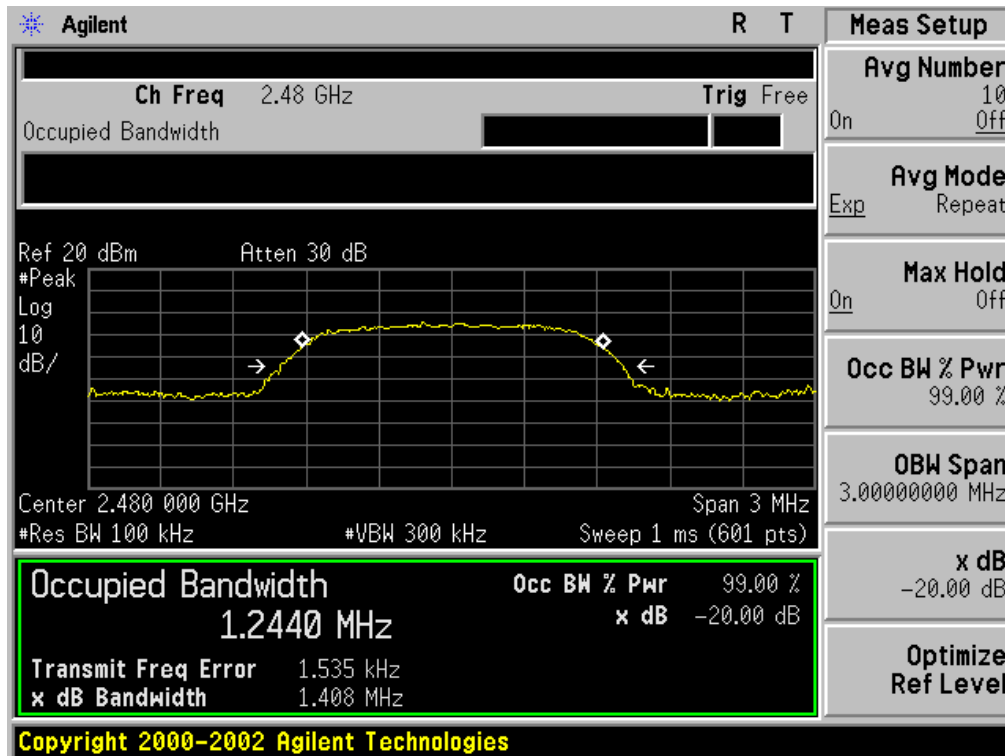 Agilent R T
Ch Freq 2.48 GHz Trig Free
Occupied Bandwidth
Ref 20 dBm Atten 30 dB
#Peak
Log
10
dB/
Center 2.480 000 GHz Span 3 MHz
#Res BW 100 kHz #VBW 300 kHz Sweep 1 ms (601 pts)
Occupied Bandwidth
1.2440 MHz
Occ BW % Pwr 99.00 %
x dB -20.00 dB
Transmit Freq Error 1.535 kHz
x dB Bandwidth 1.408 MHz
Copyright 2000-2002 Agilent Technologies
Meas Setup
Avg Number
10
On Off
Avg Mode
Exp Repeat
Max Hold
On Off
Occ BW % Pwr
99.00 %
OBW Span
3.00000000 MHz
x dB
-20.00 dB
Optimize
Ref Level